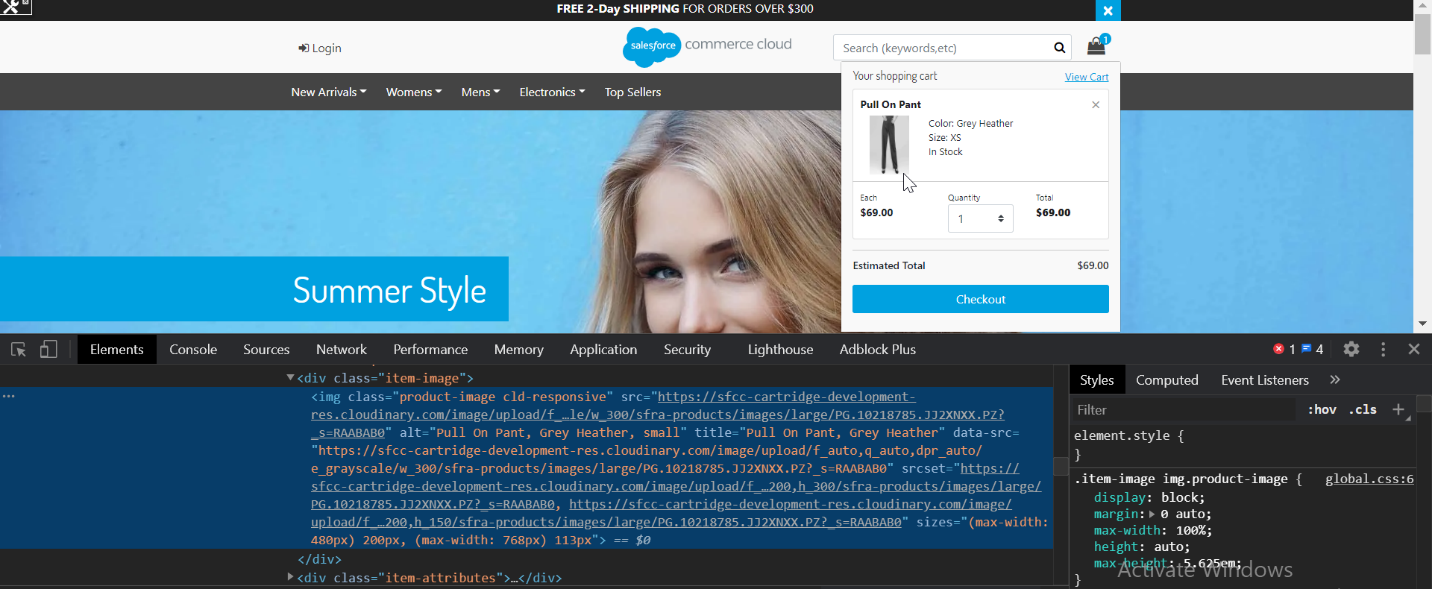 FREE 2-Day SHIPPING FOR ORDERS OVER $300
Login
salesforce commerce cloud
Search (keywords,etc)
1
New Arrivals
Womens
Mens
Electronics
Top Sellers
Your shopping cart
View Cart
Pull On Pant
Color: Grey Heather
Size: XS
In Stock
Each
Quantity
Total
$69.00
1
$69.00
Estimated Total
$69.00
Checkout
Summer Style
Elements
Console
Sources
Network
Performance
Memory
Application
Security
Lighthouse
Adblock Plus
1
4
<div class="item-image">
<img class="product-image cld-responsive" src="https://sfcc-cartridge-development-
res.cloudinary.com/image/upload/f_…le/w_300/sfra-products/images/large/PG.10218785.JJ2XNXX.PZ?
_s=RAABAB0" alt="Pull On Pant, Grey Heather, small" title="Pull On Pant, Grey Heather" data-src=
"https://sfcc-cartridge-development-res.cloudinary.com/image/upload/f_auto,q_auto,dpr_auto/
e_grayscale/w_300/sfra-products/images/large/PG.10218785.JJ2XNXX.PZ?_s=RAABAB0" srcset="https://
sfcc-cartridge-development-res.cloudinary.com/image/upload/f_…200,h_300/sfra-products/images/large/
PG.10218785.JJ2XNXX.PZ?_s=RAABAB0, https://sfcc-cartridge-development-res.cloudinary.com/image/
upload/f_…200,h_150/sfra-products/images/large/PG.10218785.JJ2XNXX.PZ?_s=RAABAB0" sizes="(max-width:
480px) 200px, (max-width: 768px) 113px"> == $0
</div>
<div class="item-attributes">…</div>
Styles
Computed
Event Listeners
Filter
:hov .cls
element.style {
}
.item-image img.product-image { global.css:6
display: block;
margin: 0 auto;
max-width: 100%;
height: auto;
max-height: 5.625em;
}
Activate Windows